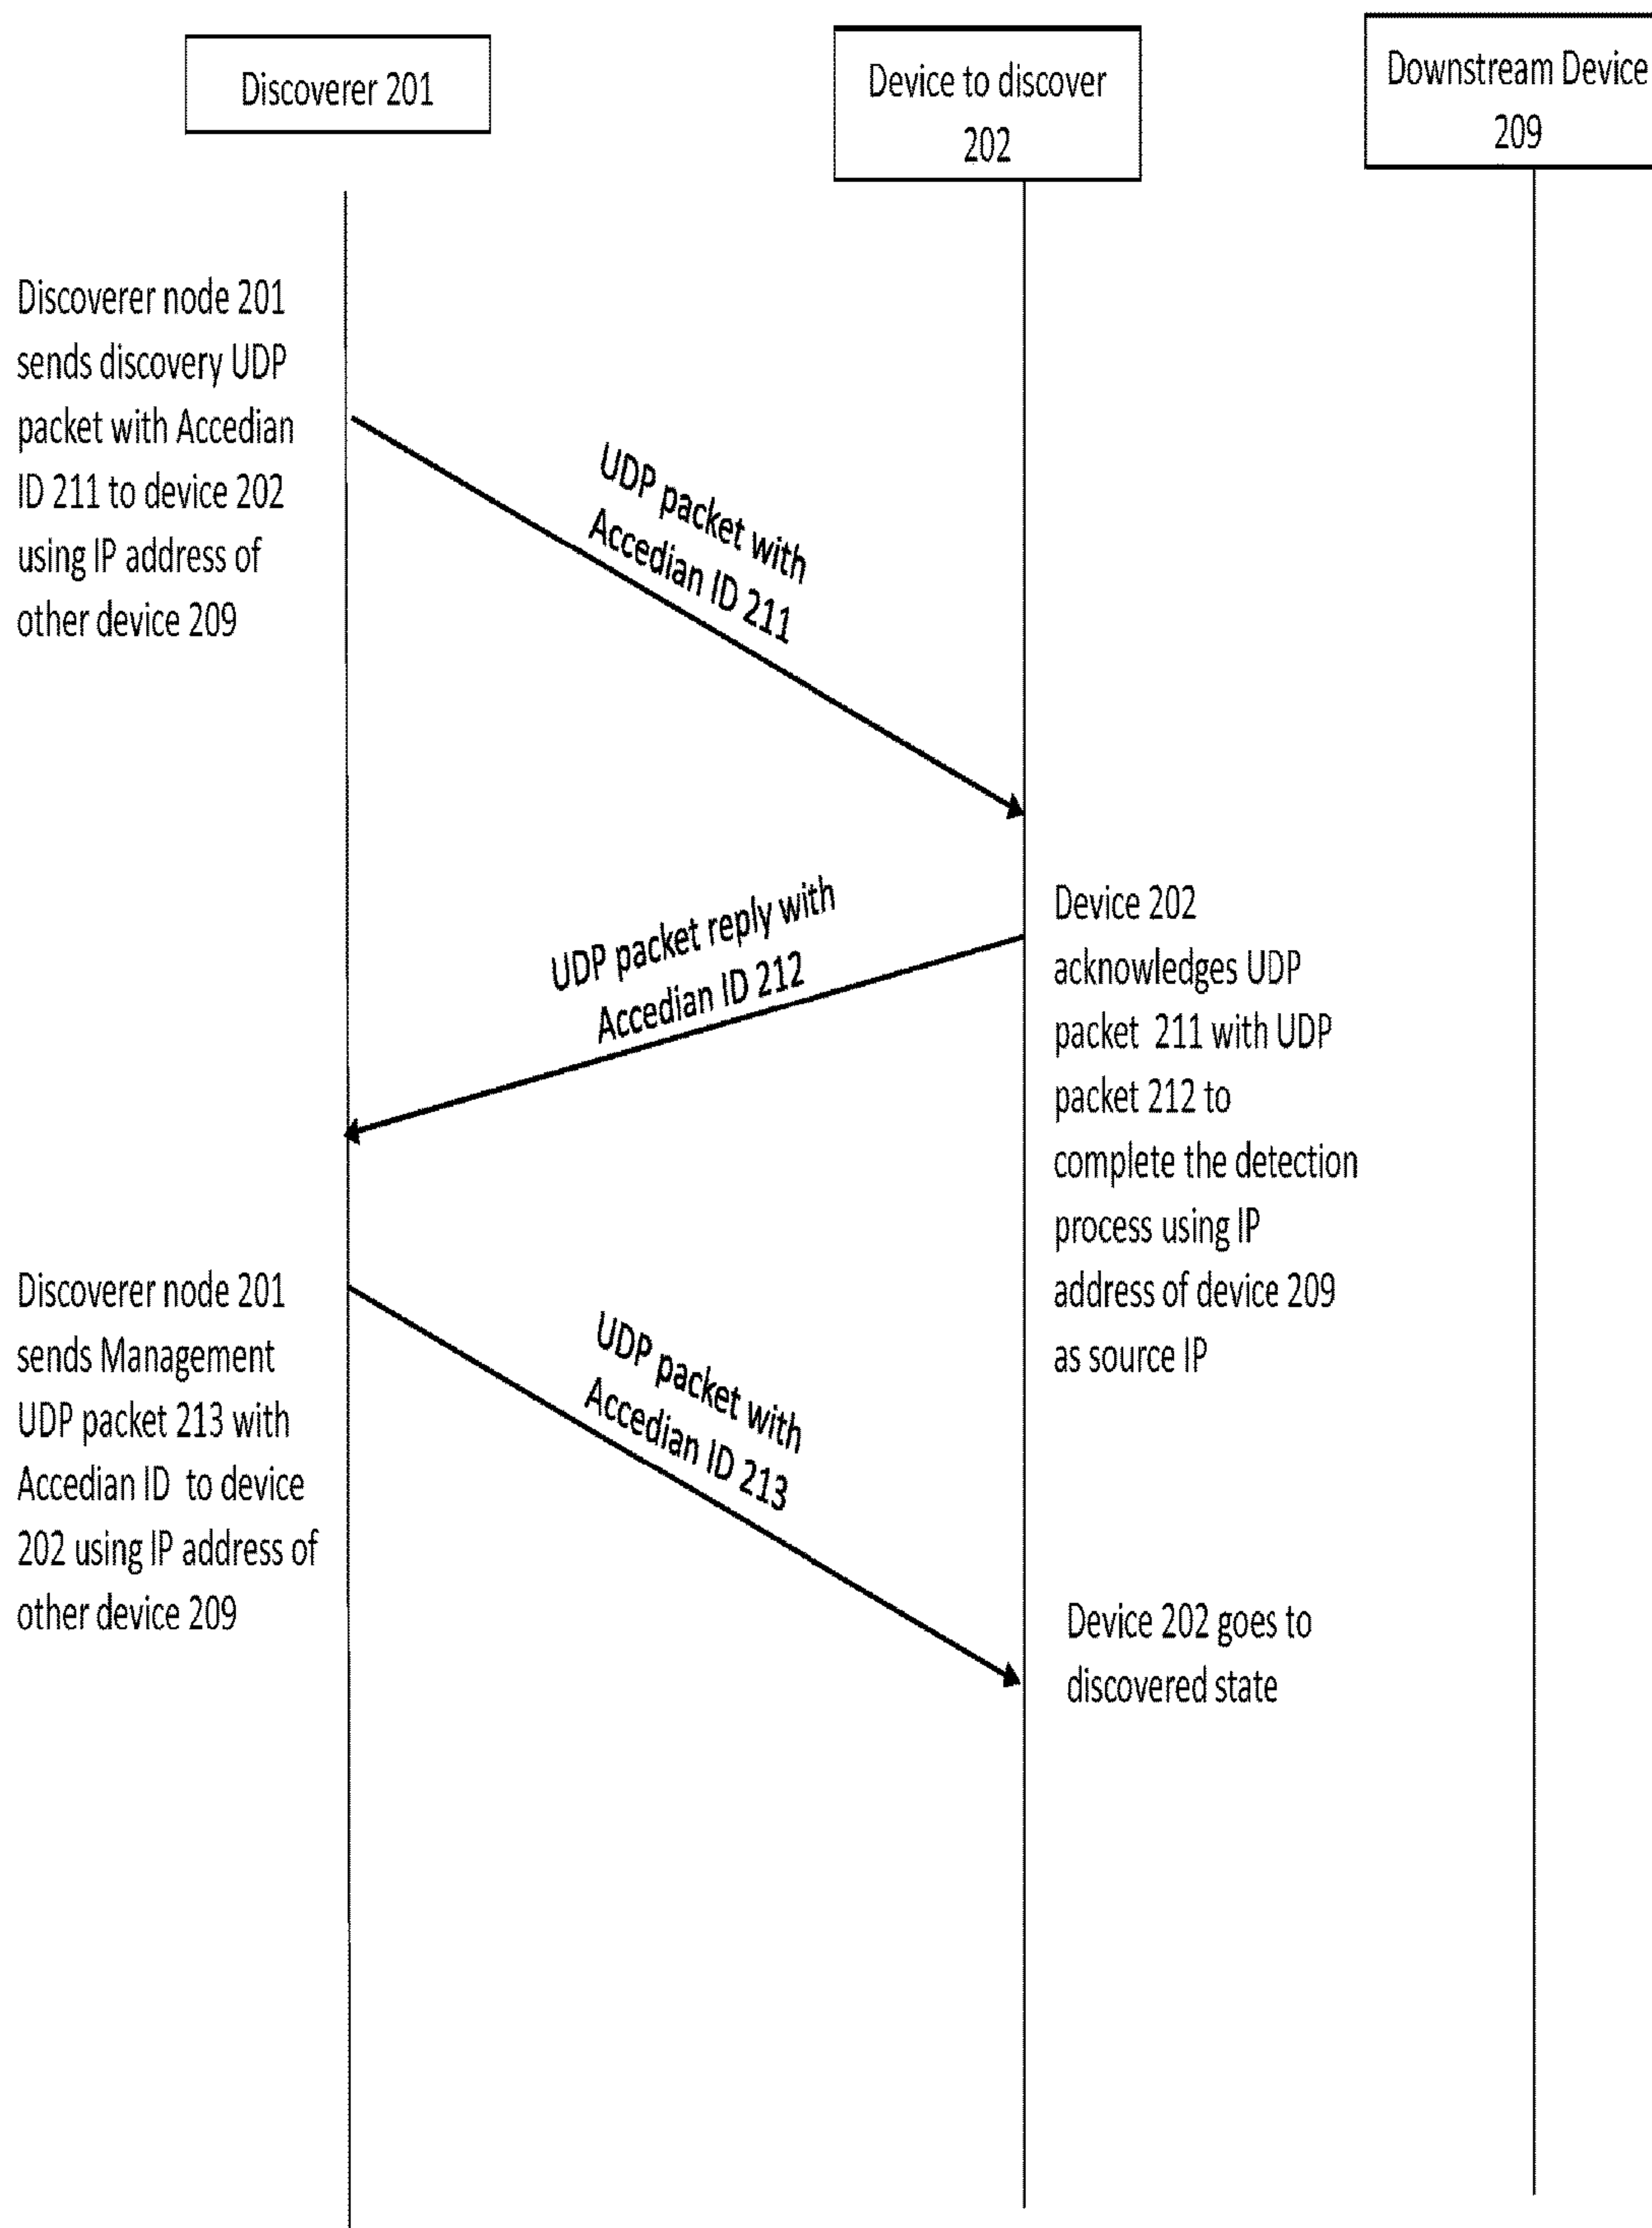 Discoverer 201
Device to discover
202
Downstream Device
209
Discoverer node 201
sends discovery UDP
packet with Accedian
ID 211 to device 202
using IP address of
other device 209
UDP packet with
Accedian ID 211
UDP packet reply with
Accedian ID 212
Device 202
acknowledges UDP
packet 211 with UDP
packet 212 to
complete the detection
process using IP
address of device 209
as source IP
Discoverer node 201
sends Management
UDP packet 213 with
Accedian ID to device
202 using IP address of
other device 209
UDP packet with
Accedian ID 213
Device 202 goes to
discovered state